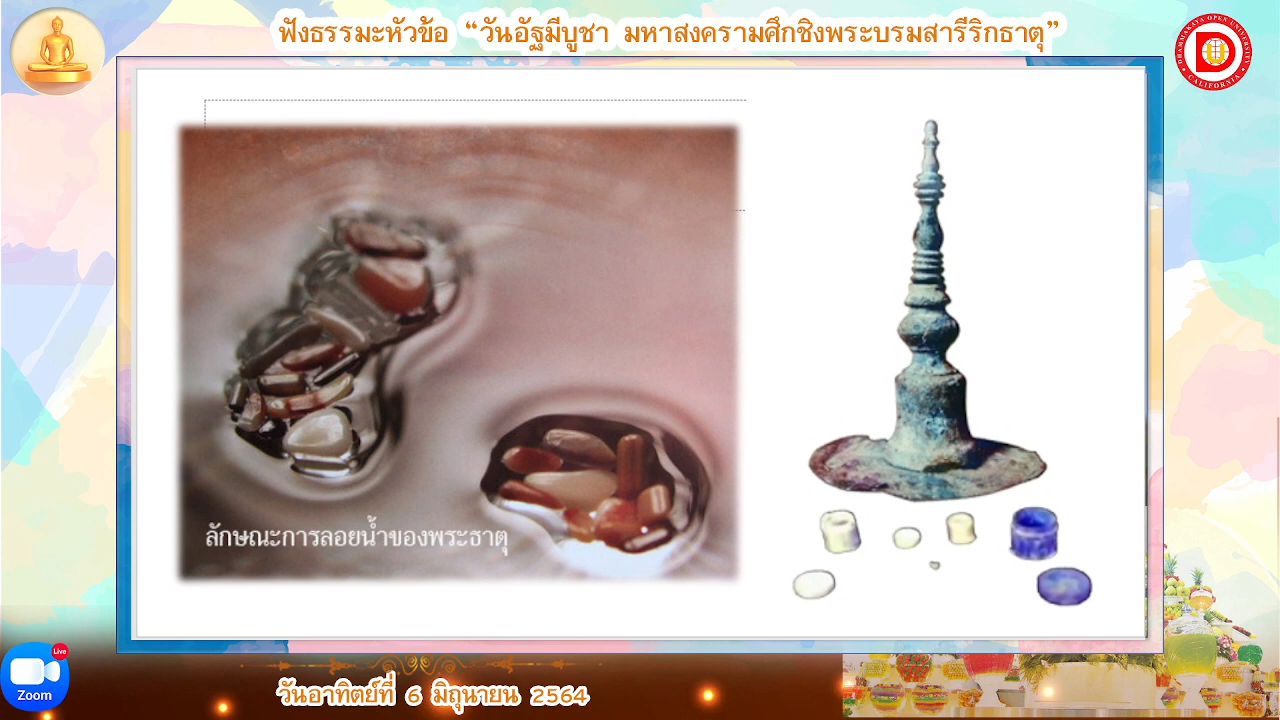 ฟังธรรมะหัวข้อ “วันอัฐมีบูชา มหาสงครามศึกชิงพระบรมสารีริกธาตุ”
DHAMMAKAYA OPEN UNIVERSITY
CALIFORNIA
ลักษณะการลอยน้ำของพระธาตุ
Live
Zoom
วันอาทิตย์ที่ 6 มิถุนายน 2564